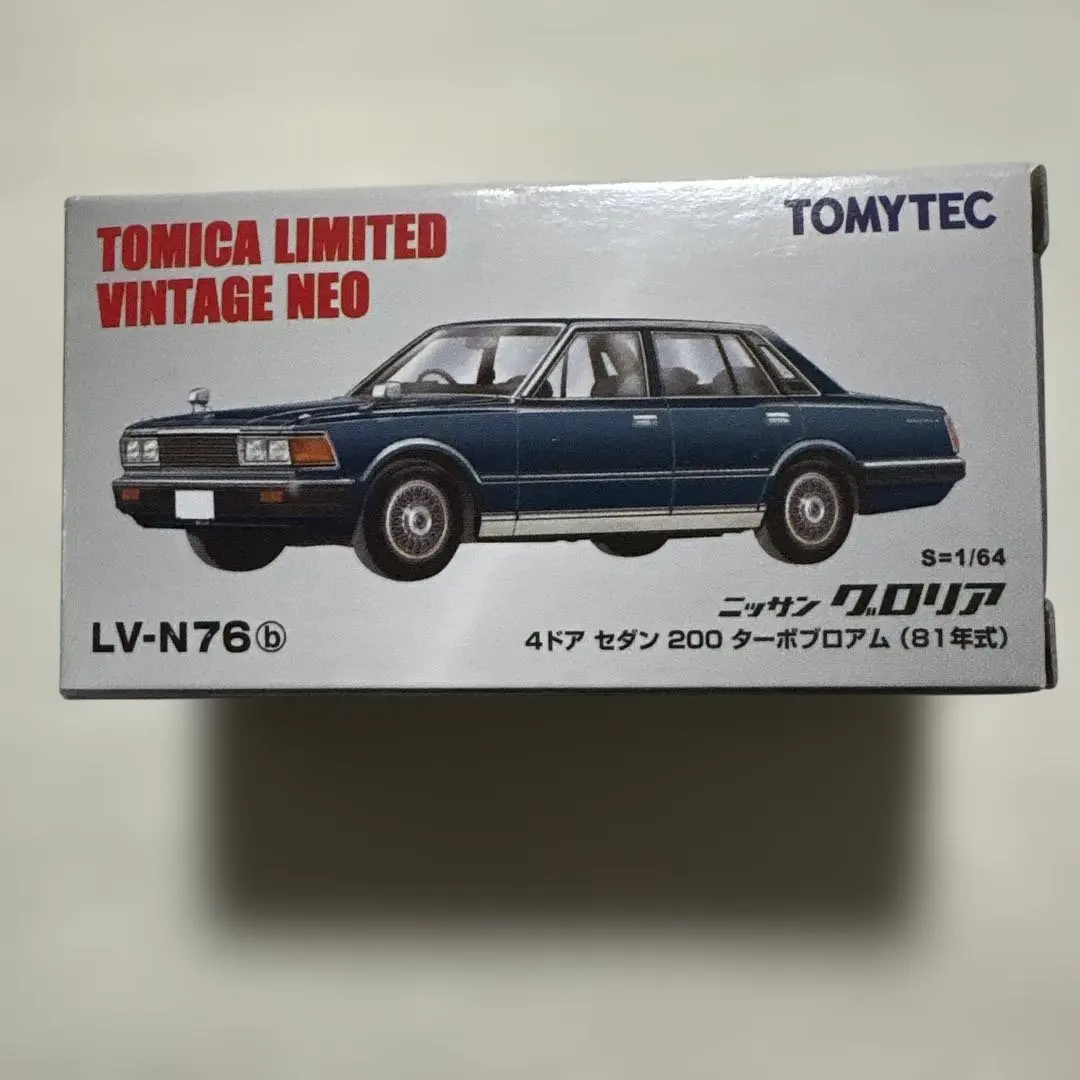 TOMICA LIMITED
VINTAGE NEO
TOMYTEC
S=1/64
ニッサン グロリア
LV-N76ⓑ
4ドア セダン 200 ターボブロアム（81年式）